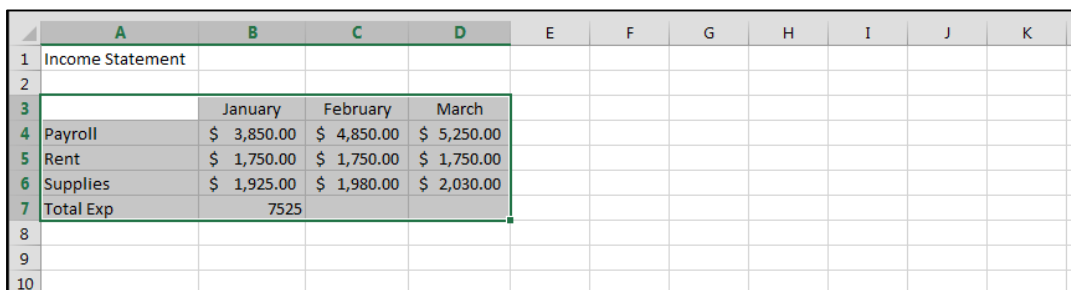 A B C D E F G H I J K
1 Income Statement
2
3 January February March
4 Payroll $ 3,850.00 $ 4,850.00 $ 5,250.00
5 Rent $ 1,750.00 $ 1,750.00 $ 1,750.00
6 Supplies $ 1,925.00 $ 1,980.00 $ 2,030.00
7 Total Exp 7525
8
9
10